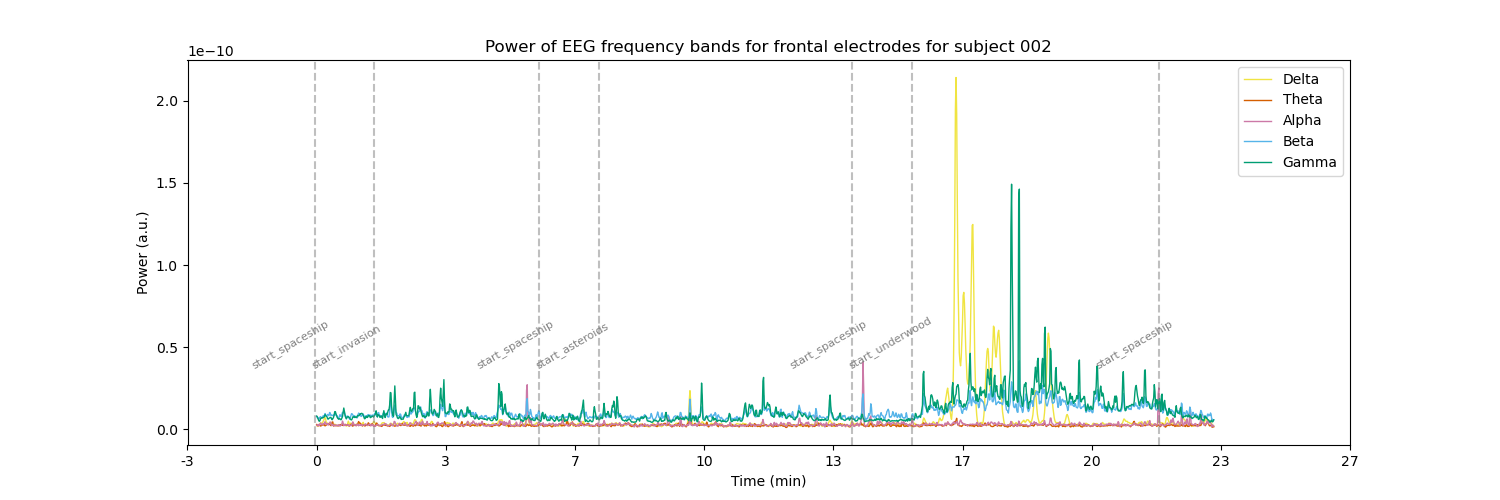 Power of EEG frequency bands for frontal electrodes for subject 002
1e−10
Power (a.u.)
2.0
1.5
1.0
0.5
0.0
start_spaceship
start_invasion
start_spaceship
start_asteroids
start_spaceship
start_underwood
start_spaceship
Delta
Theta
Alpha
Beta
Gamma
-3 0 3 7 10 13 17 20 23 27
Time (min)